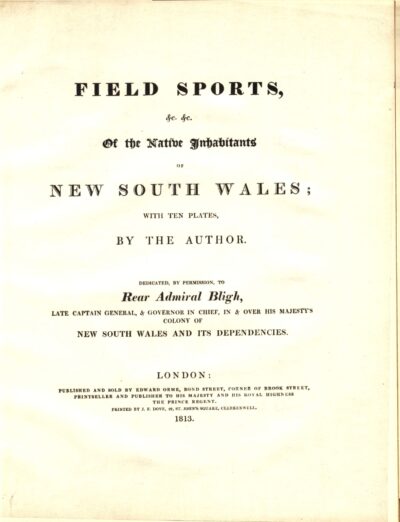 FIELD SPORTS,
&c. &c.
Of the Native Inhabitants
OF
NEW SOUTH WALES;
WITH TEN PLATES,
BY THE AUTHOR.
DEDICATED, BY PERMISSION, TO
Rear Admiral Bligh,
LATE CAPTAIN GENERAL, & GOVERNOR IN CHIEF, IN & OVER HIS MAJESTY'S
COLONY OF
NEW SOUTH WALES AND ITS DEPENDENCIES.
LONDON:
PUBLISHED AND SOLD BY EDWARD ORME, BOND STREET, CORNER OF BROOK STREET,
PRINTSELLER AND PUBLISHER TO HIS MAJESTY AND HIS ROYAL HIGHNESS
THE PRINCE REGENT.
PRINTED BY J. F. DOVE, 22, ST. JOHN'S SQUARE, CLERKENWELL.
1813.